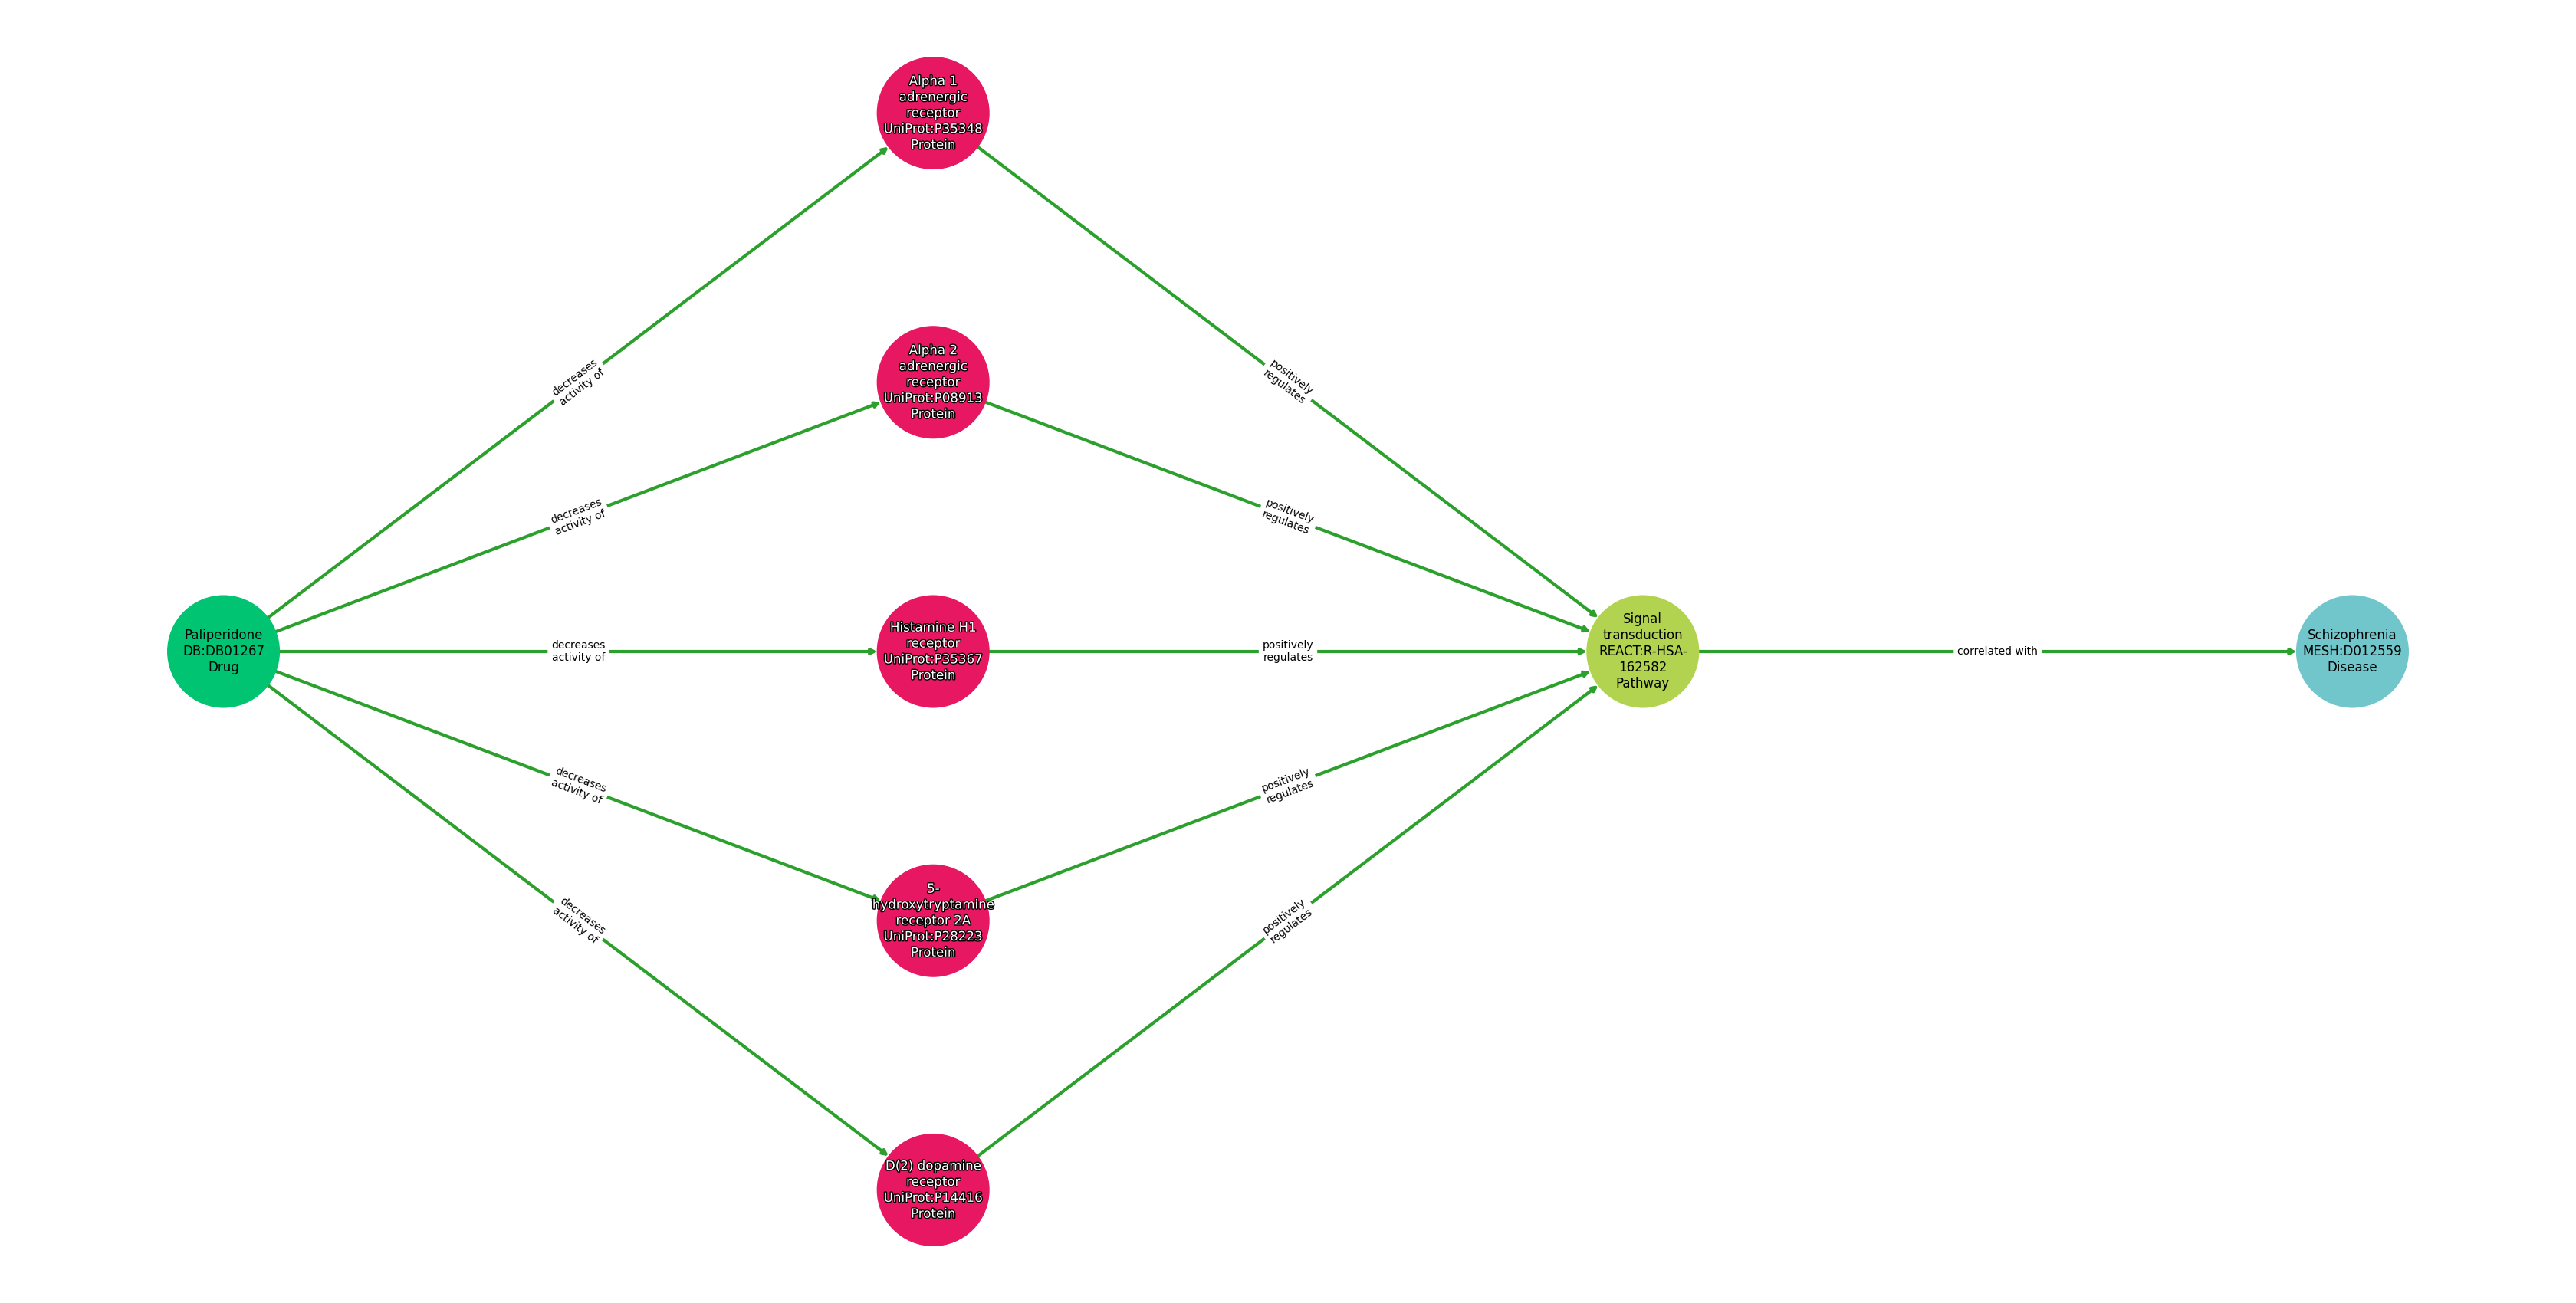 Alpha 1
adrenergic
receptor
UniProt:P35348
Protein
decreases
activity of
positively
regulates
Alpha 2
adrenergic
receptor
UniProt:P08913
Protein
decreases
activity of
positively
regulates
Paliperidone
DB:DB01267
Drug
decreases
activity of
Histamine H1
receptor
UniProt:P35367
Protein
positively
regulates
Signal
transduction
REACT:R-HSA-
162582
Pathway
correlated with
Schizophrenia
MESH:D012559
Disease
decreases
activity of
positively
regulates
5-
hydroxytryptamine
receptor 2A
UniProt:P28223
Protein
decreases
activity of
positively
regulates
D(2) dopamine
receptor
UniProt:P14416
Protein